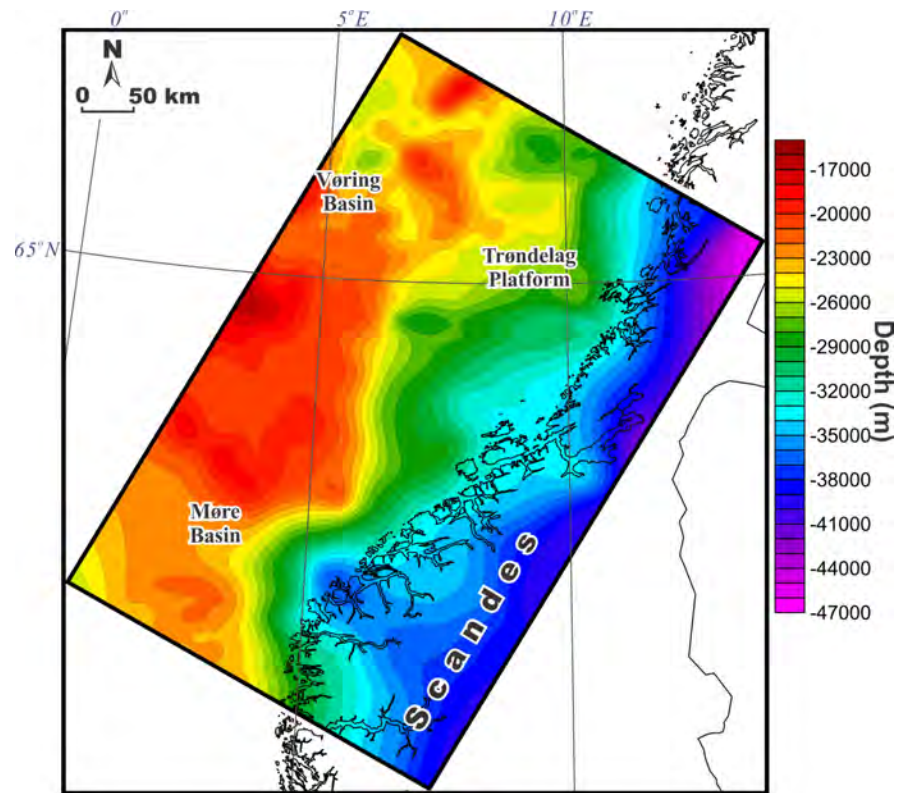 0° 5°E 10°E
N
0 50 km
Vøring
Basin
65°N
Trøndelag
Platform
Møre
Basin
Scandes
-17000
-20000
-23000
-26000
-29000
-32000
-35000
-38000
-41000
-44000
-47000
Depth (m)